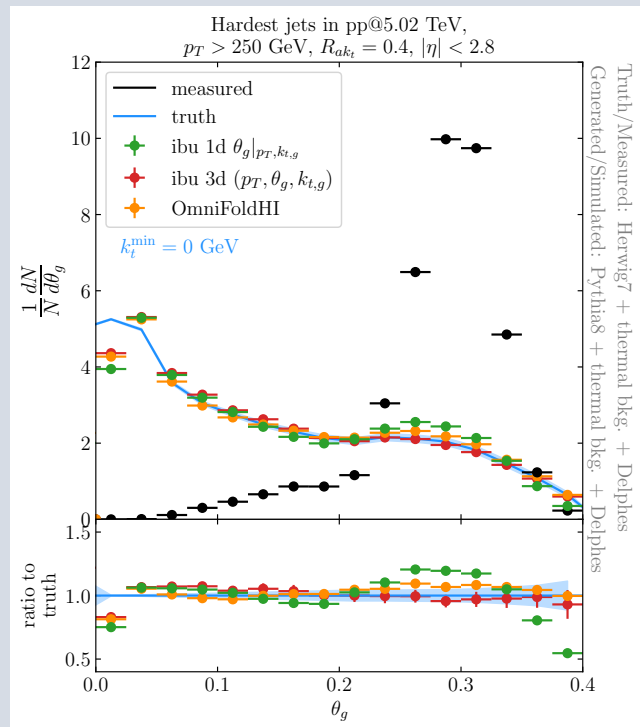 Hardest jets in pp@5.02 TeV,
$p_T > 250$ GeV, $R_{ak_t} = 0.4$, $|\eta| < 2.8$
measured
truth
ibu 1d $\theta_g|_{p_T, k_{t,g}}$
ibu 3d $(p_T, \theta_g, k_{t,g})$
OmniFoldHI
$k_t^{\min} = 0$ GeV
$\frac{1}{N} \frac{dN}{d\theta_g}$
12
10
8
6
4
2
0
Truth/Measured: Herwig7 + thermal bkg. + Delphes
Generated/Simulated: Pythia8 + thermal bkg. + Delphes
ratio to
truth
1.5
1.0
0.5
0.0 0.1 0.2 0.3 0.4
$\theta_g$